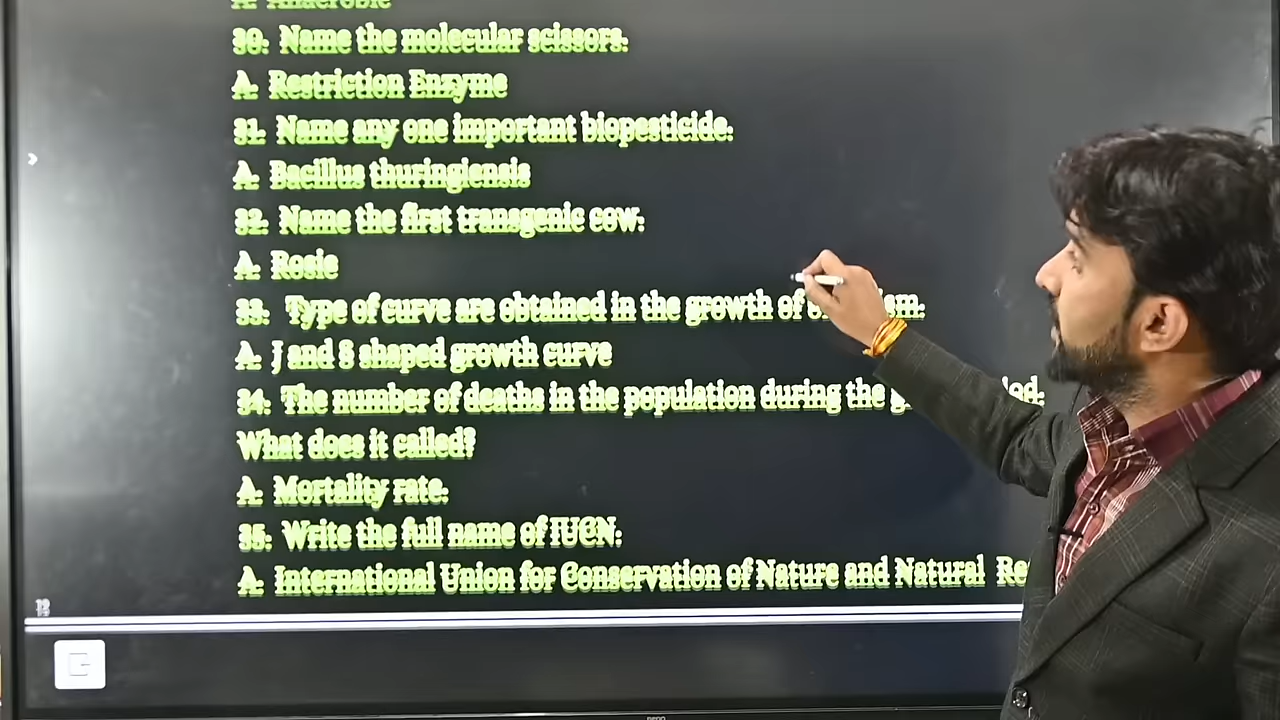 A. Anaerobic
30. Name the molecular scissors.
A. Restriction Enzyme
31. Name any one important biopesticide.
A. Bacillus thuringiensis
32. Name the first transgenic cow.
A. Rosie
33. Type of curve are obtained in the growth of
A. J and S shaped growth curve
34. The number of deaths in the population during the
What does it called?
A. Mortality rate.
35. Write the full name of IUCN.
A. International Union for Conservation of Nature and Natural